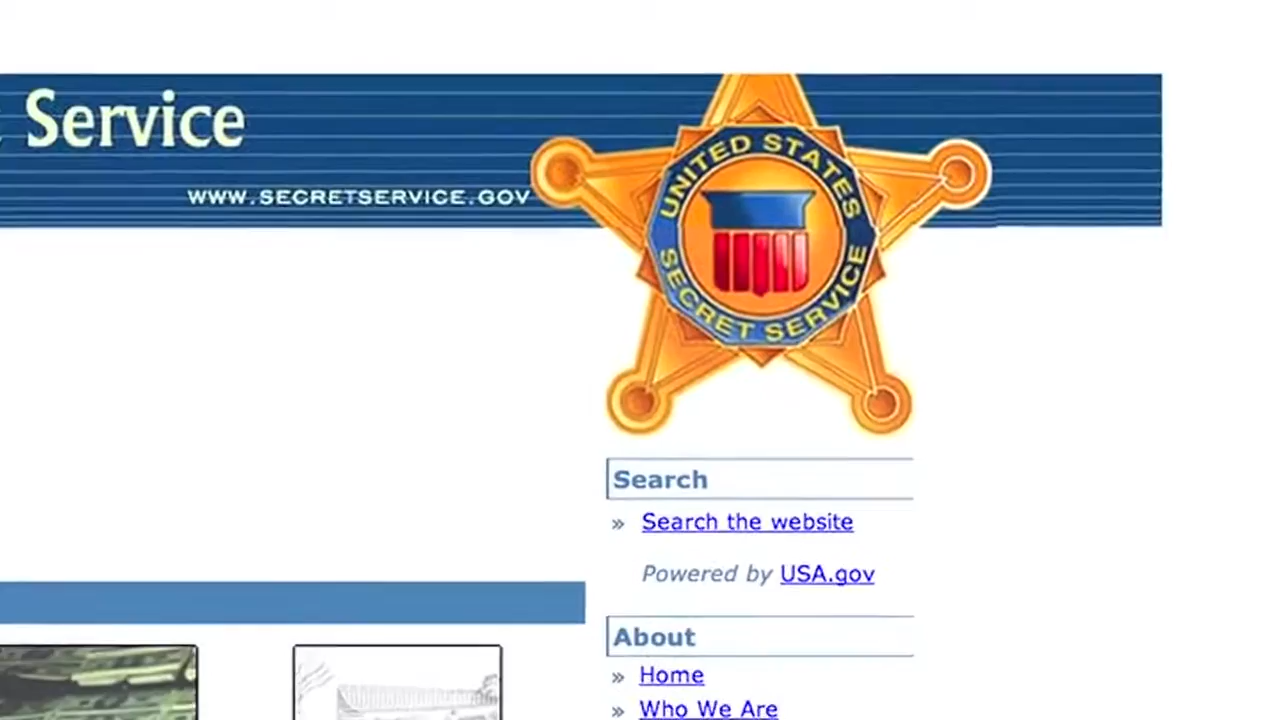 Service
WWW.SECRETSERVICE.GOV
UNITED STATES
SECRET SERVICE
Search
» Search the website
Powered by USA.gov
About
» Home
» Who We Are